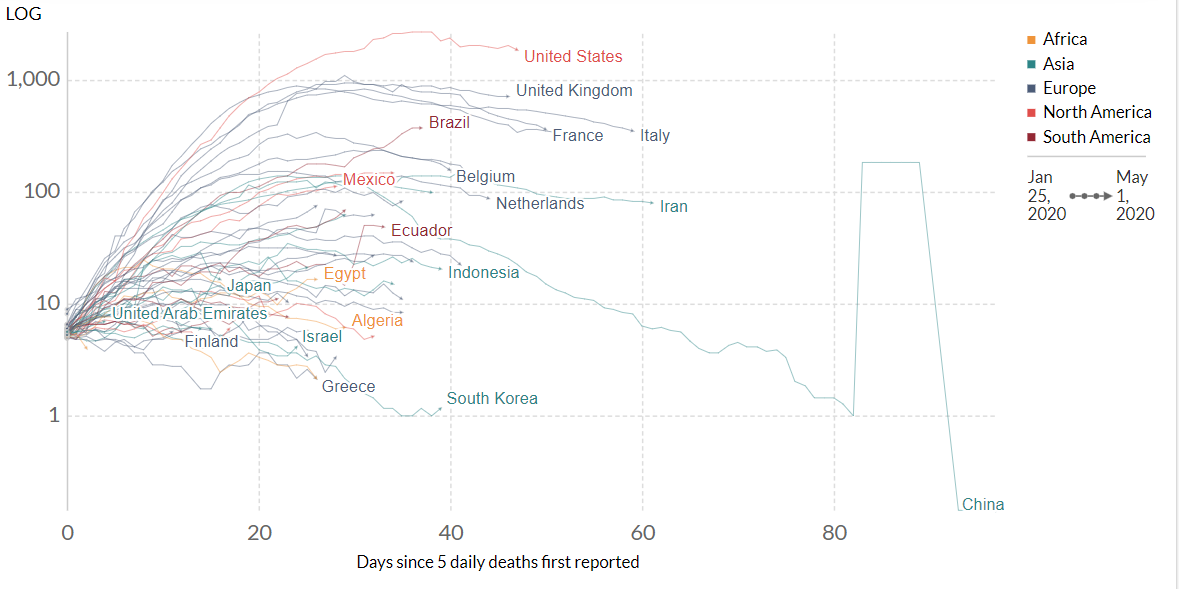 LOG
1,000
100
10
1
0
20
40
60
80
Days since 5 daily deaths first reported
United States
United Kingdom
Brazil
France
Italy
Mexico
Belgium
Netherlands
Iran
Ecuador
Egypt
Indonesia
Japan
United Arab Emirates
Algeria
Finland
Israel
Greece
South Korea
China
Africa
Asia
Europe
North America
South America
Jan
25,
2020
May
1,
2020